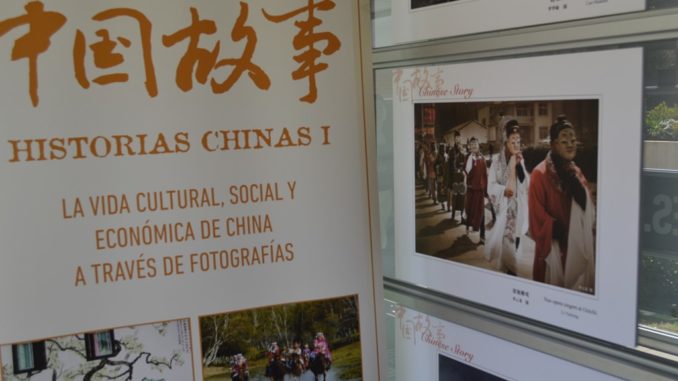 中国故事
HISTORIAS CHINAS I
LA VIDA CULTURAL, SOCIAL Y
ECONÓMICA DE CHINA
A TRAVÉS DE FOTOGRAFÍAS
中国故事
Chinese Story
中国故事
Chinese Story